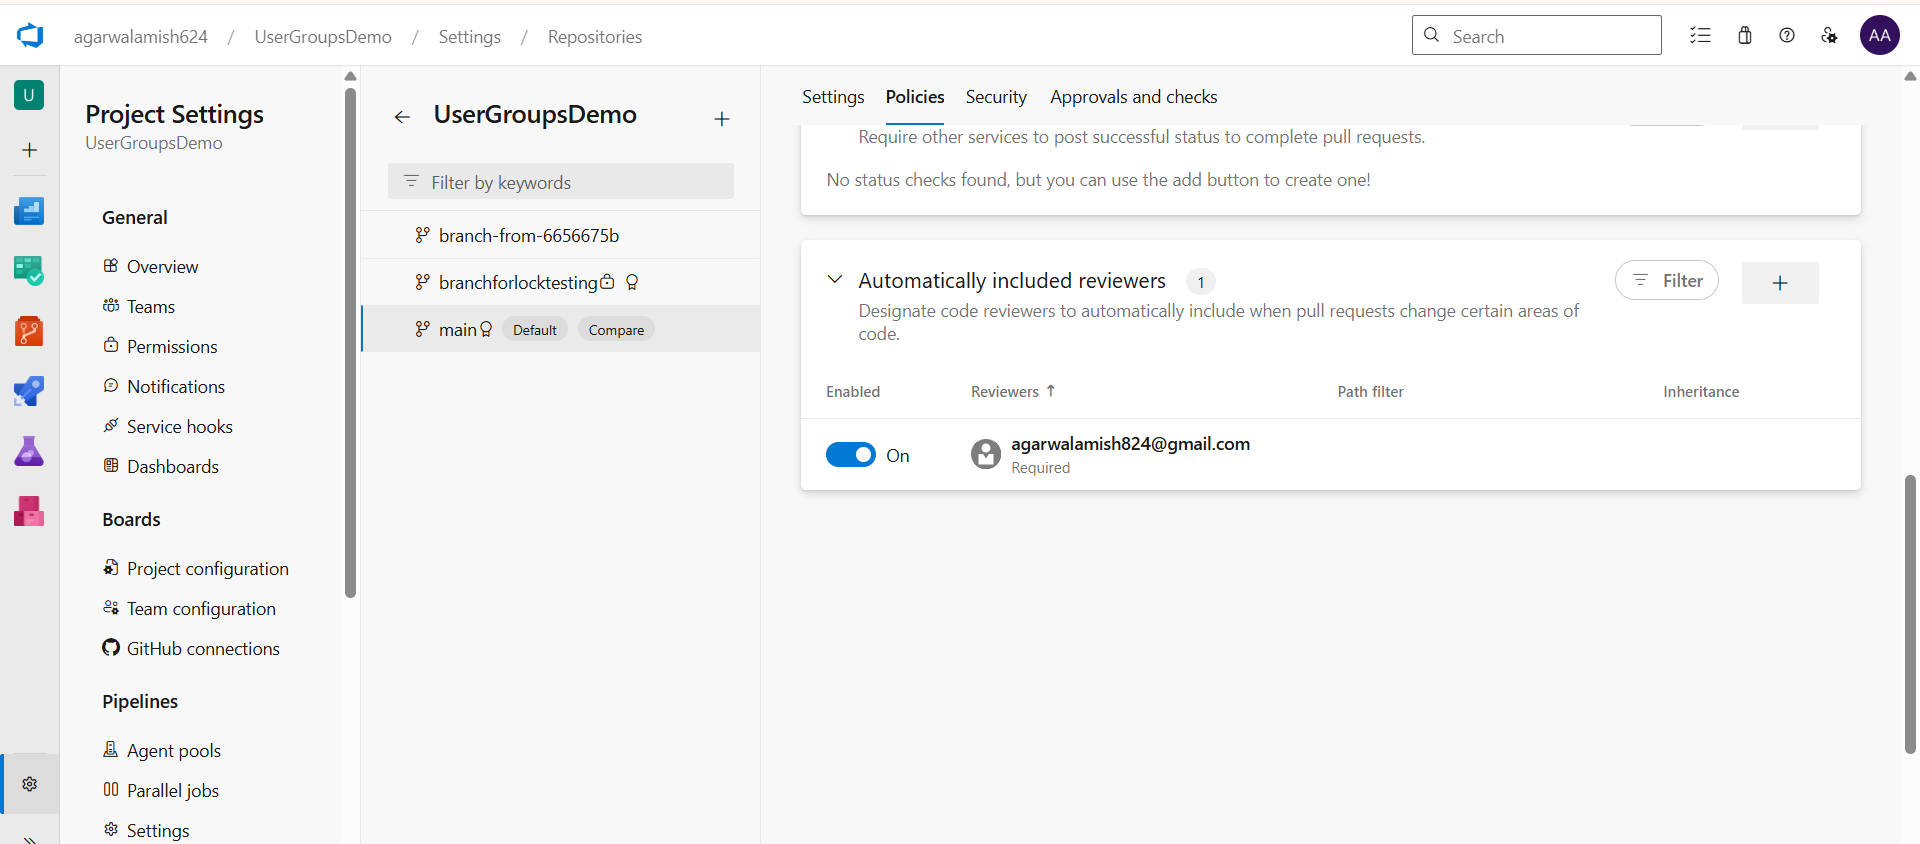 agarwalamish624 / UserGroupsDemo / Settings / Repositories
Search
AA
U
Project Settings
UserGroupsDemo
General
Overview
Teams
Permissions
Notifications
Service hooks
Dashboards
Boards
Project configuration
Team configuration
GitHub connections
Pipelines
Agent pools
Parallel jobs
Settings
UserGroupsDemo
Filter by keywords
branch-from-6656675b
branchforlocktesting
main Default Compare
Settings Policies Security Approvals and checks
Require other services to post successful status to complete pull requests.
No status checks found, but you can use the add button to create one!
Automatically included reviewers 1
Filter
Designate code reviewers to automatically include when pull requests change certain areas of
code.
Enabled Reviewers Path filter Inheritance
On
agarwalamish824@gmail.com
Required